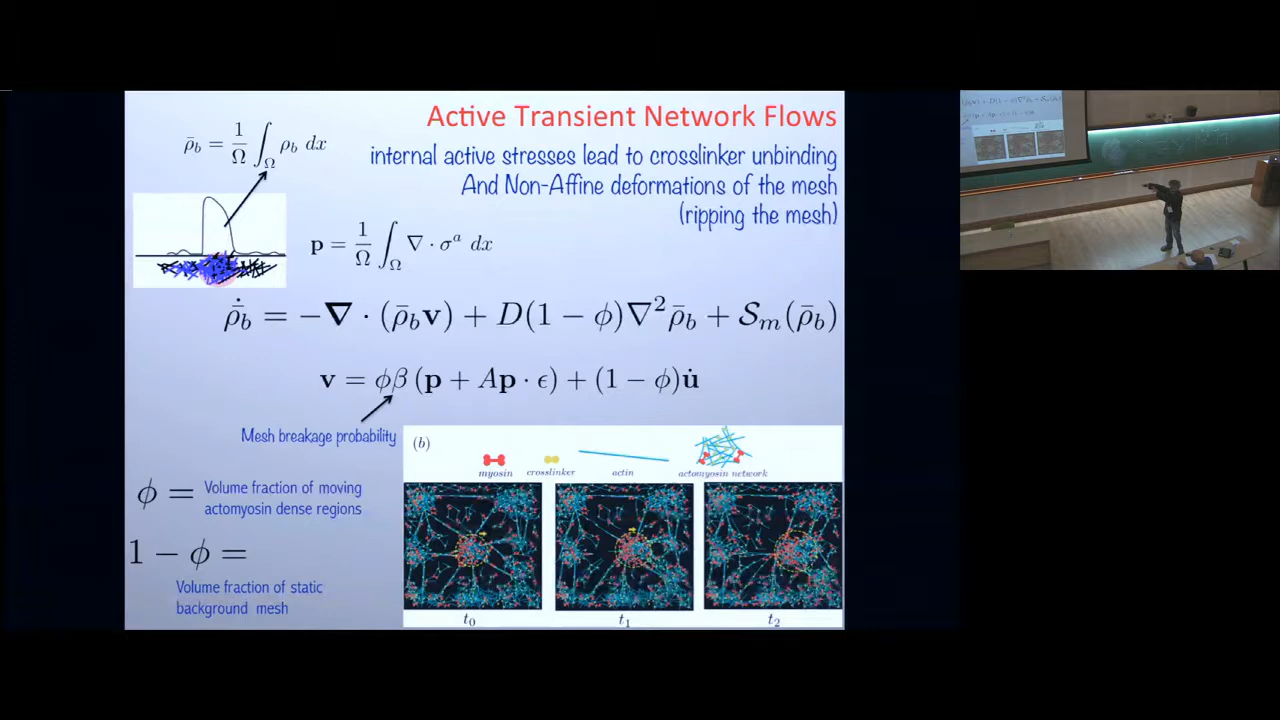 Active Transient Network Flows
ρ̄_b = 1/Ω ∫_Ω ρ_b dx
internal active stresses lead to crosslinker unbinding
And Non-Affine deformations of the mesh
(ripping the mesh)
p = 1/Ω ∫_Ω ∇ · σ^a dx
ρ̄̇_b = −∇ · (ρ̄_b v) + D(1 − ϕ)∇²ρ̄_b + S_m(ρ̄_b)
v = ϕβ (p + Ap · ϵ) + (1 − ϕ)u̇
Mesh breakage probability
(b)
myosin crosslinker actin actomyosin network
ϕ = Volume fraction of moving
actomyosin dense regions
1 − ϕ =
Volume fraction of static
background mesh
t_0 t_1 t_2